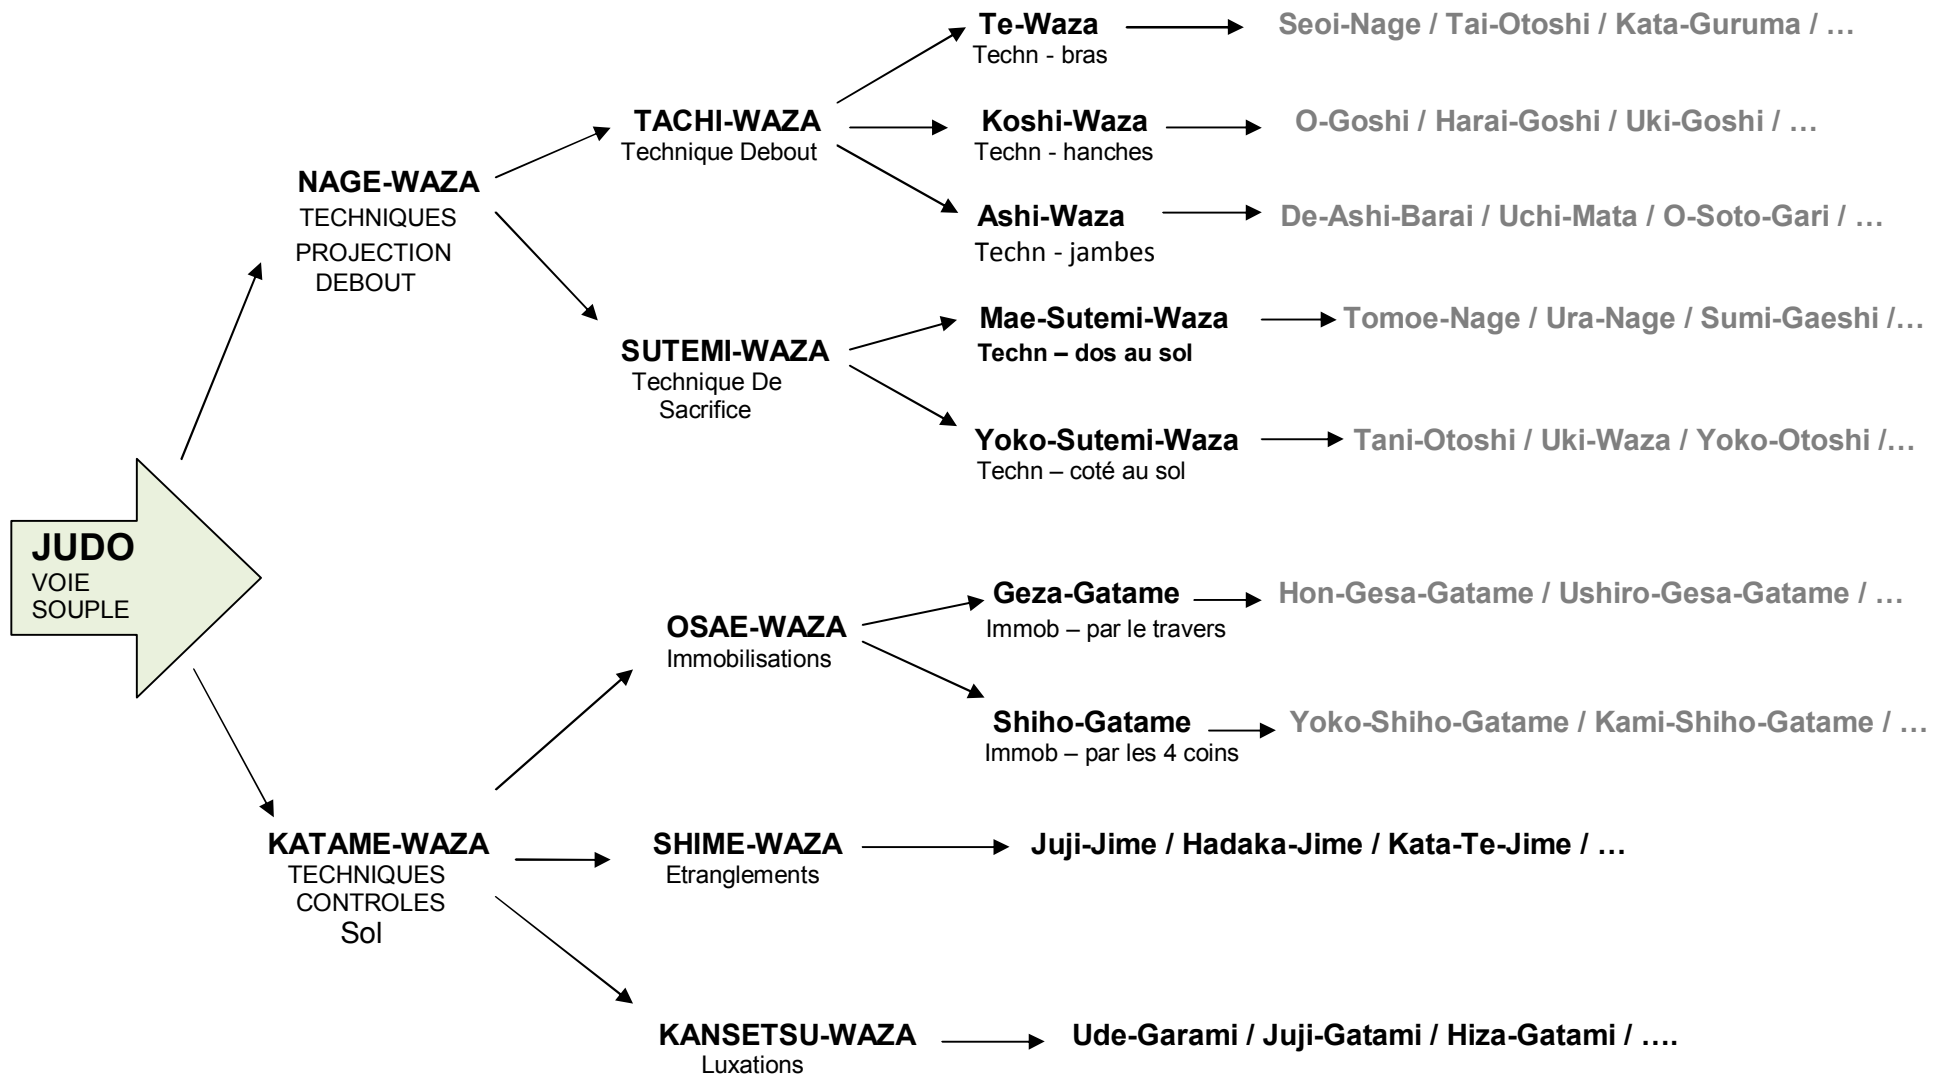 JUDO
VOIE
SOUPLE
NAGE-WAZA
TECHNIQUES
PROJECTION
DEBOUT
TACHI-WAZA
Technique Debout
Te-Waza
Techn - bras
Seoi-Nage / Tai-Otoshi / Kata-Guruma / …
Koshi-Waza
Techn - hanches
O-Goshi / Harai-Goshi / Uki-Goshi / …
Ashi-Waza
Techn - jambes
De-Ashi-Barai / Uchi-Mata / O-Soto-Gari / …
SUTEMI-WAZA
Technique De
Sacrifice
Mae-Sutemi-Waza
Techn – dos au sol
Tomoe-Nage / Ura-Nage / Sumi-Gaeshi /…
Yoko-Sutemi-Waza
Techn – coté au sol
Tani-Otoshi / Uki-Waza / Yoko-Otoshi /…
KATAME-WAZA
TECHNIQUES
CONTROLES
Sol
OSAE-WAZA
Immobilisations
Geza-Gatame
Immob – par le travers
Hon-Gesa-Gatame / Ushiro-Gesa-Gatame / …
Shiho-Gatame
Immob – par les 4 coins
Yoko-Shiho-Gatame / Kami-Shiho-Gatame / …
SHIME-WAZA
Etranglements
Juji-Jime / Hadaka-Jime / Kata-Te-Jime / …
KANSETSU-WAZA
Luxations
Ude-Garami / Juji-Gatami / Hiza-Gatami / ….